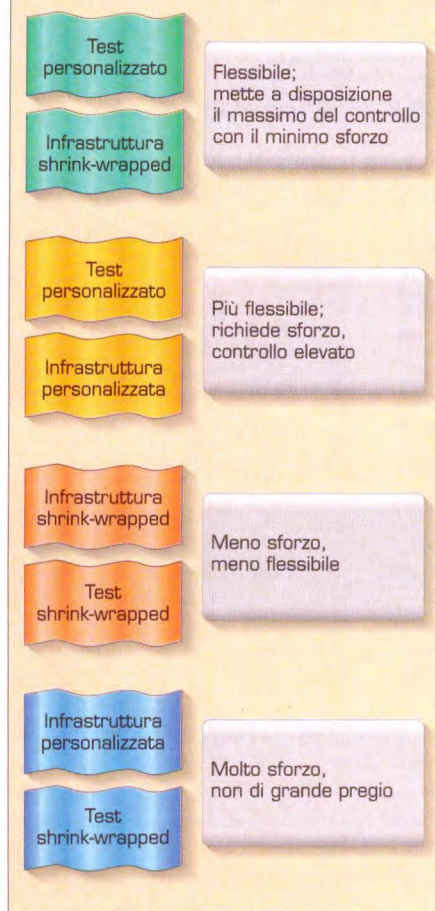 Test
personalizzato
Infrastruttura
shrink-wrapped
Flessibile;
mette a disposizione
il massimo del controllo
con il minimo sforzo
Test
personalizzato
Infrastruttura
personalizzata
Più flessibile;
richiede sforzo,
controllo elevato
Infrastruttura
shrink-wrapped
Test
shrink-wrapped
Meno sforzo,
meno flessibile
Infrastruttura
personalizzata
Test
shrink-wrapped
Molto sforzo,
non di grande pregio